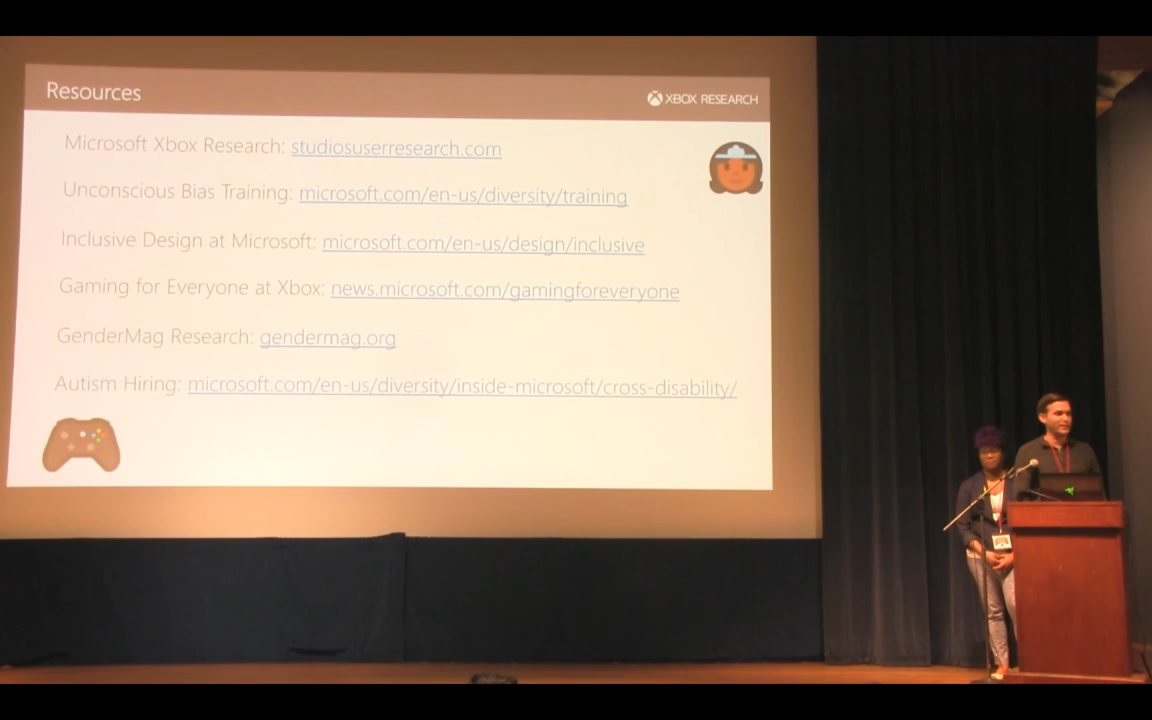 Resources
XBOX RESEARCH
Microsoft Xbox Research: studiosuserresearch.com
Unconscious Bias Training: microsoft.com/en-us/diversity/training
Inclusive Design at Microsoft: microsoft.com/en-us/design/inclusive
Gaming for Everyone at Xbox: news.microsoft.com/gamingforeveryone
GenderMag Research: gendermag.org
Autism Hiring: microsoft.com/en-us/diversity/inside-microsoft/cross-disability/